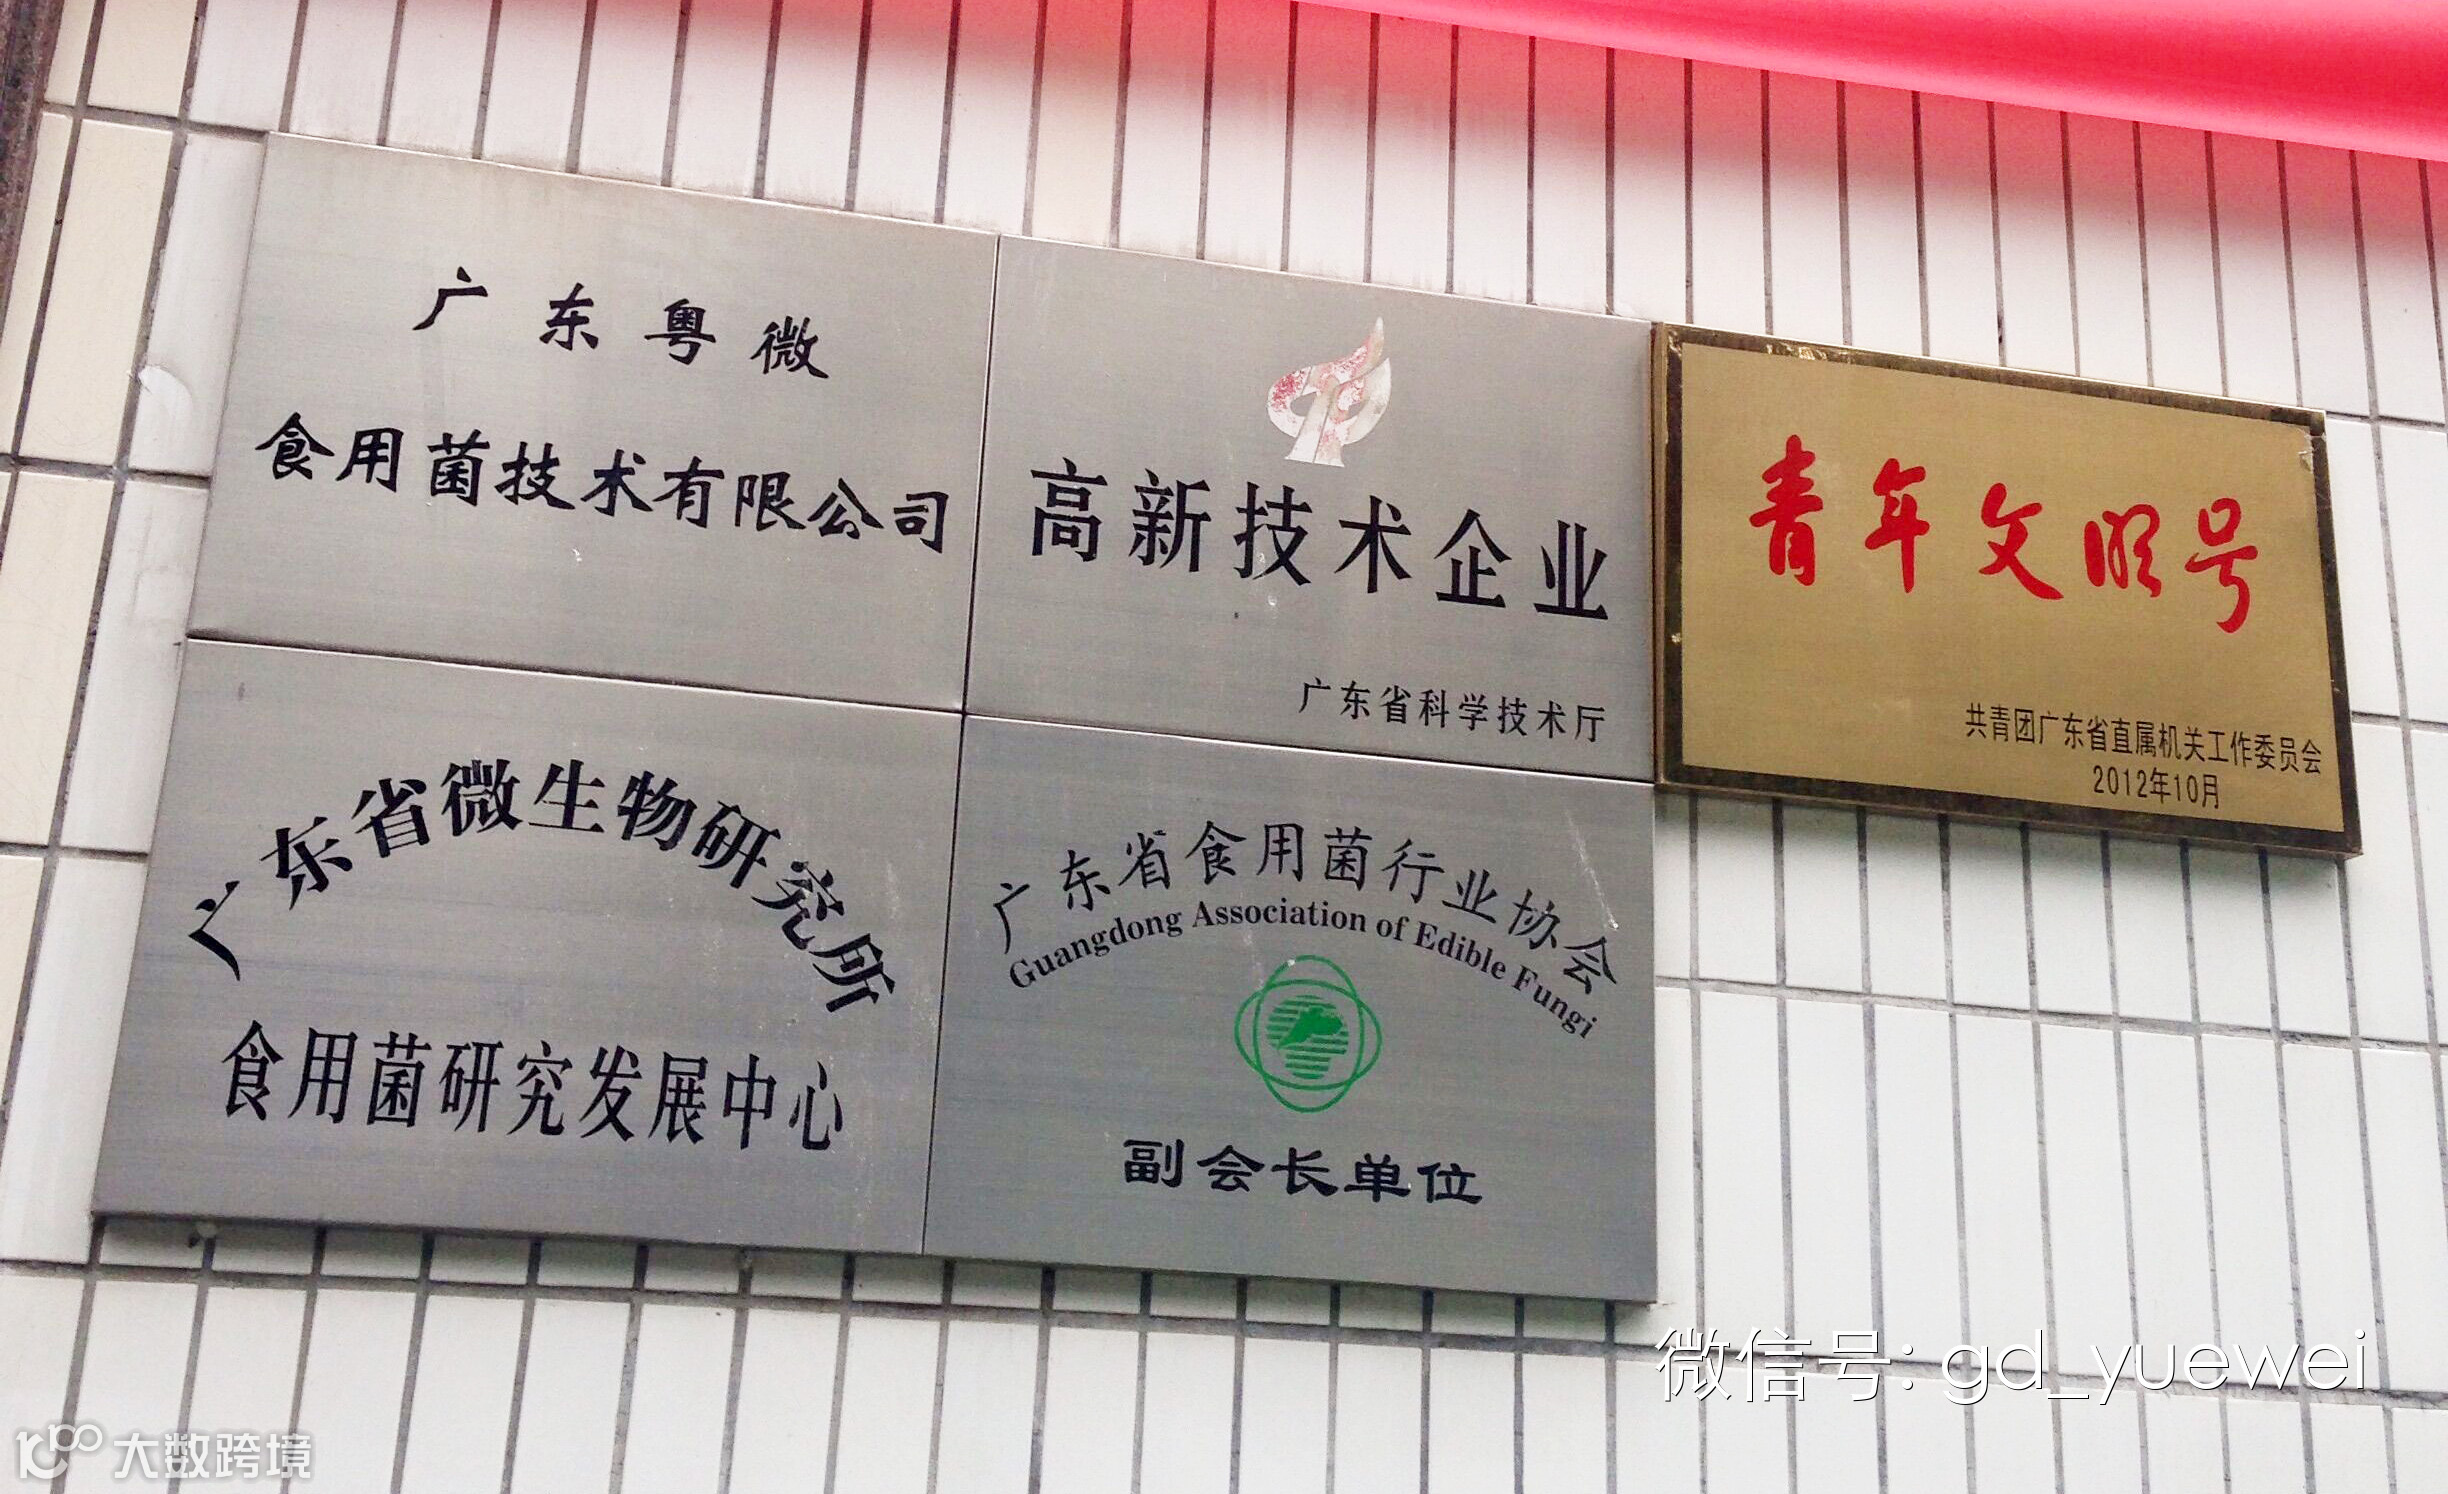 广东粤微
食用菌技术有限公司
高新技术企业
广东省科学技术厅
青年文明号
共青团广东省直属机关工作委员会
2012年10月
广东省微生物研究所
食用菌研究发展中心
广东省食用菌行业协会
Guangdong Association of Edible Fungi
副会长单位
微信号: gd_yuewei
大数跨境